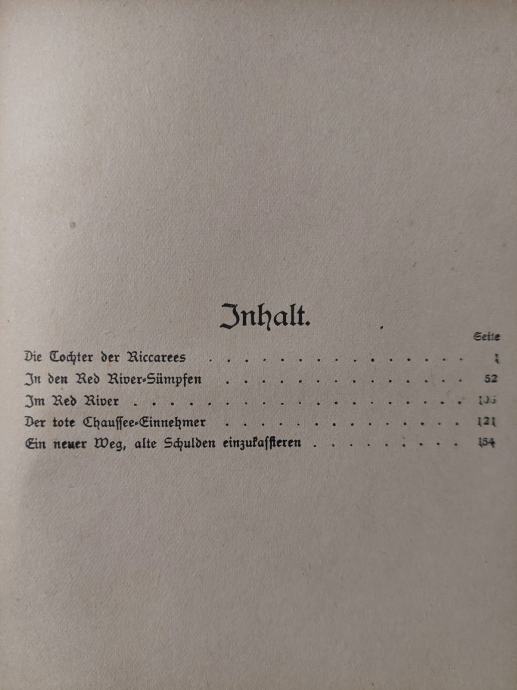 Inhalt.
Seite
Die Tochter der Riccarees . . . . . . . . . . . . . . . 1
In den Red River-Sümpfen . . . . . . . . . . . . . . 52
Im Red River . . . . . . . . . . . . . . . . . . .
Der tote Chaussee-Einnehmer . . . . . . . . . . . . . . 121
Ein neuer Weg, alte Schulden einzukassieren . . . . . . . . . 154